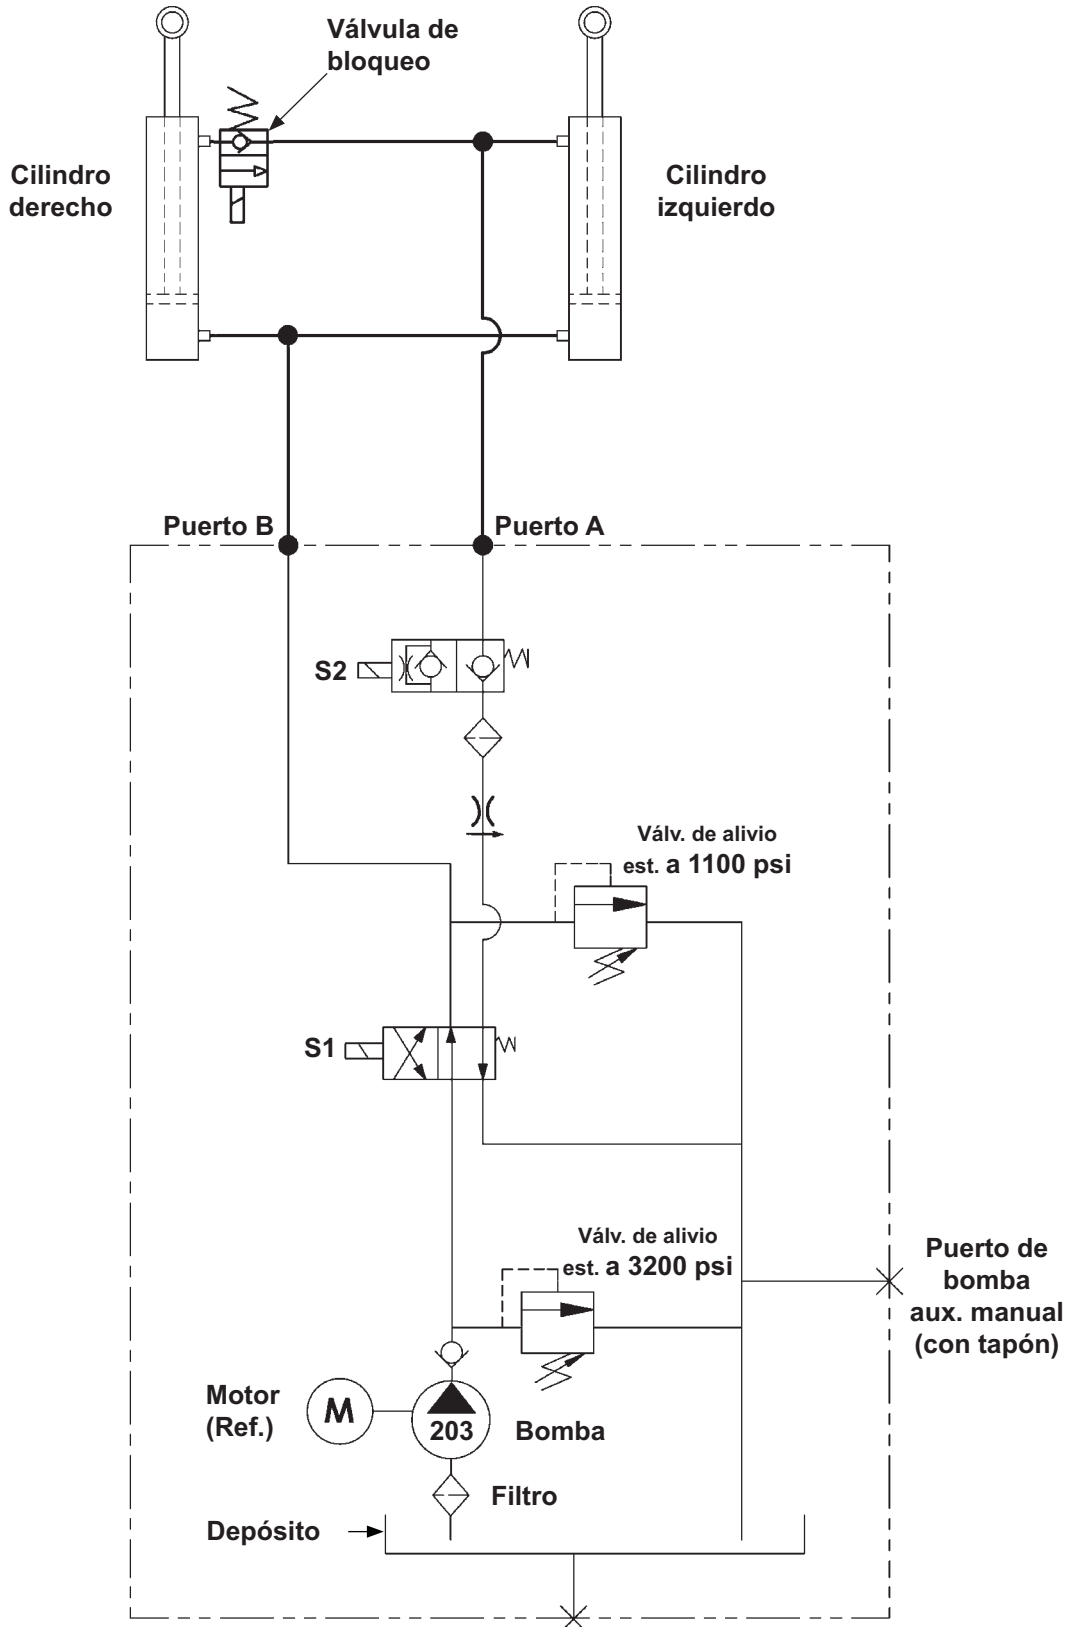 Válvula de
bloqueo
Cilindro
derecho
Cilindro
izquierdo
Puerto B
Puerto A
S2
Válv. de alivio
est. a 1100 psi
S1
Válv. de alivio
est. a 3200 psi
Puerto de
bomba
aux. manual
(con tapón)
Motor
(Ref.)
M
203
Bomba
Filtro
Depósito